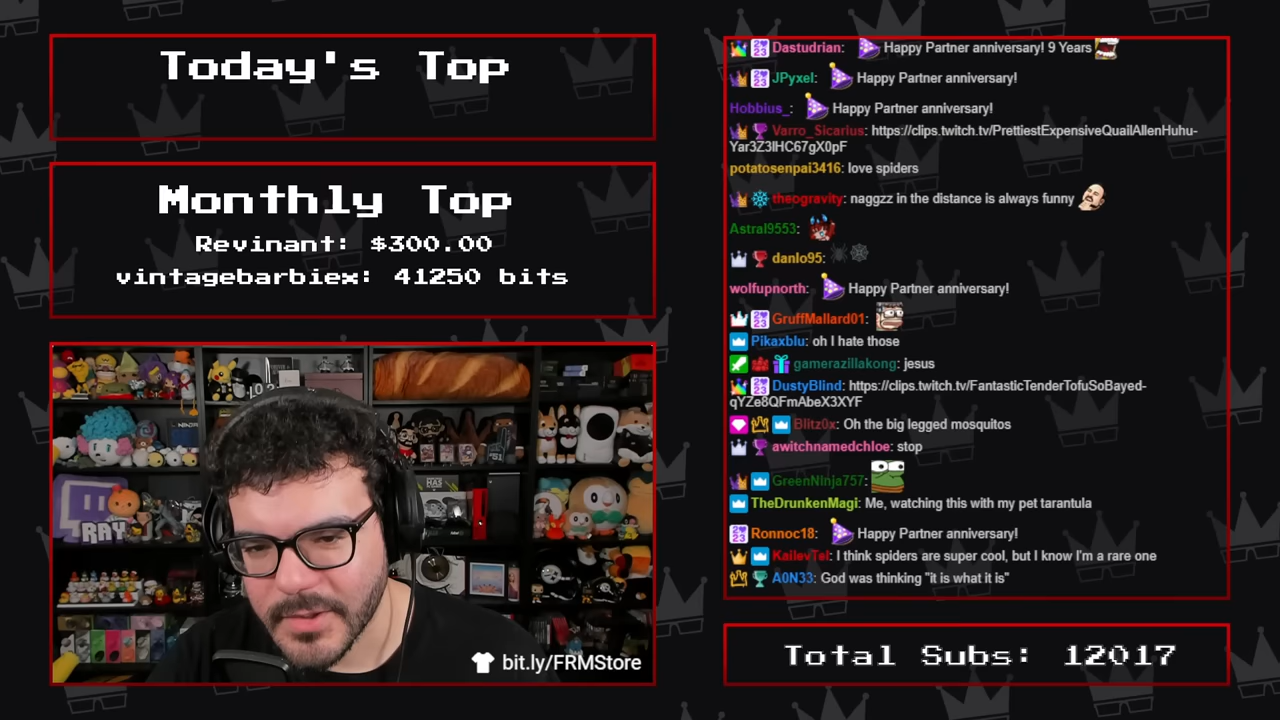 Today's Top
Monthly Top
Revinant: $300.00
vintagebarbiex: 41250 bits
RAY
bit.ly/FRMStore
Dastudrian: Happy Partner anniversary! 9 Years
JPyxel: Happy Partner anniversary!
Hobbius_: Happy Partner anniversary!
Varro_Sicarius: https://clips.twitch.tv/PrettiestExpensiveQuailAllenHuhu-
Yar3Z3lHC67gX0pF
potatosenpai3416: love spiders
theogravity: naggzz in the distance is always funny
Astral9553:
danlo95:
wolfupnorth: Happy Partner anniversary!
GruffMallard01:
Pikaxblu: oh I hate those
gamerazillakong: jesus
DustyBlind: https://clips.twitch.tv/FantasticTenderTofuSoBayed-
qYZe8QFmAbeX3XYF
Blitz0x: Oh the big legged mosquitos
awitchnamedchloe: stop
GreenNInja757:
TheDrunkenMagi: Me, watching this with my pet tarantula
Ronnoc18: Happy Partner anniversary!
KailevTel: I think spiders are super cool, but I know I'm a rare one
A0N33: God was thinking "it is what it is"
Total Subs: 12017